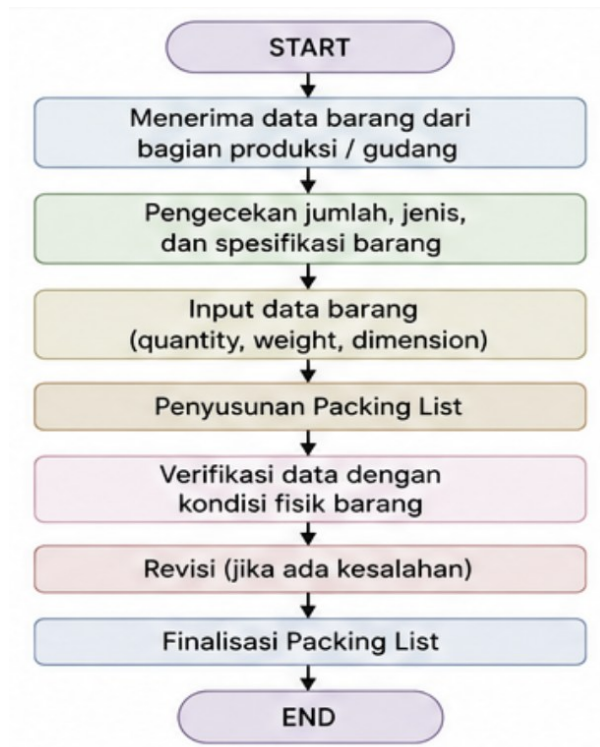 START
Menerima data barang dari
bagian produksi / gudang
Pengecekan jumlah, jenis,
dan spesifikasi barang
Input data barang
(quantity, weight, dimension)
Penyusunan Packing List
Verifikasi data dengan
kondisi fisik barang
Revisi (jika ada kesalahan)
Finalisasi Packing List
END